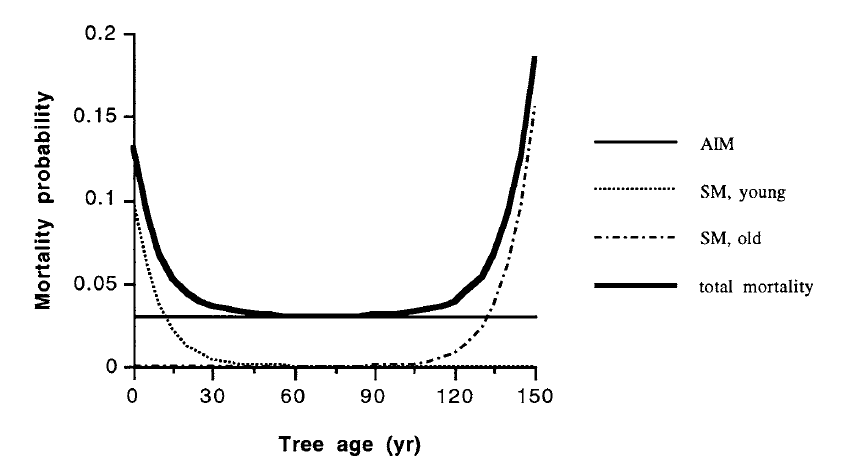 0.2
0.15
0.1
0.05
0
0 30 60 90 120 150
Mortality probability
Tree age (yr)
AIM
SM, young
SM, old
total mortality